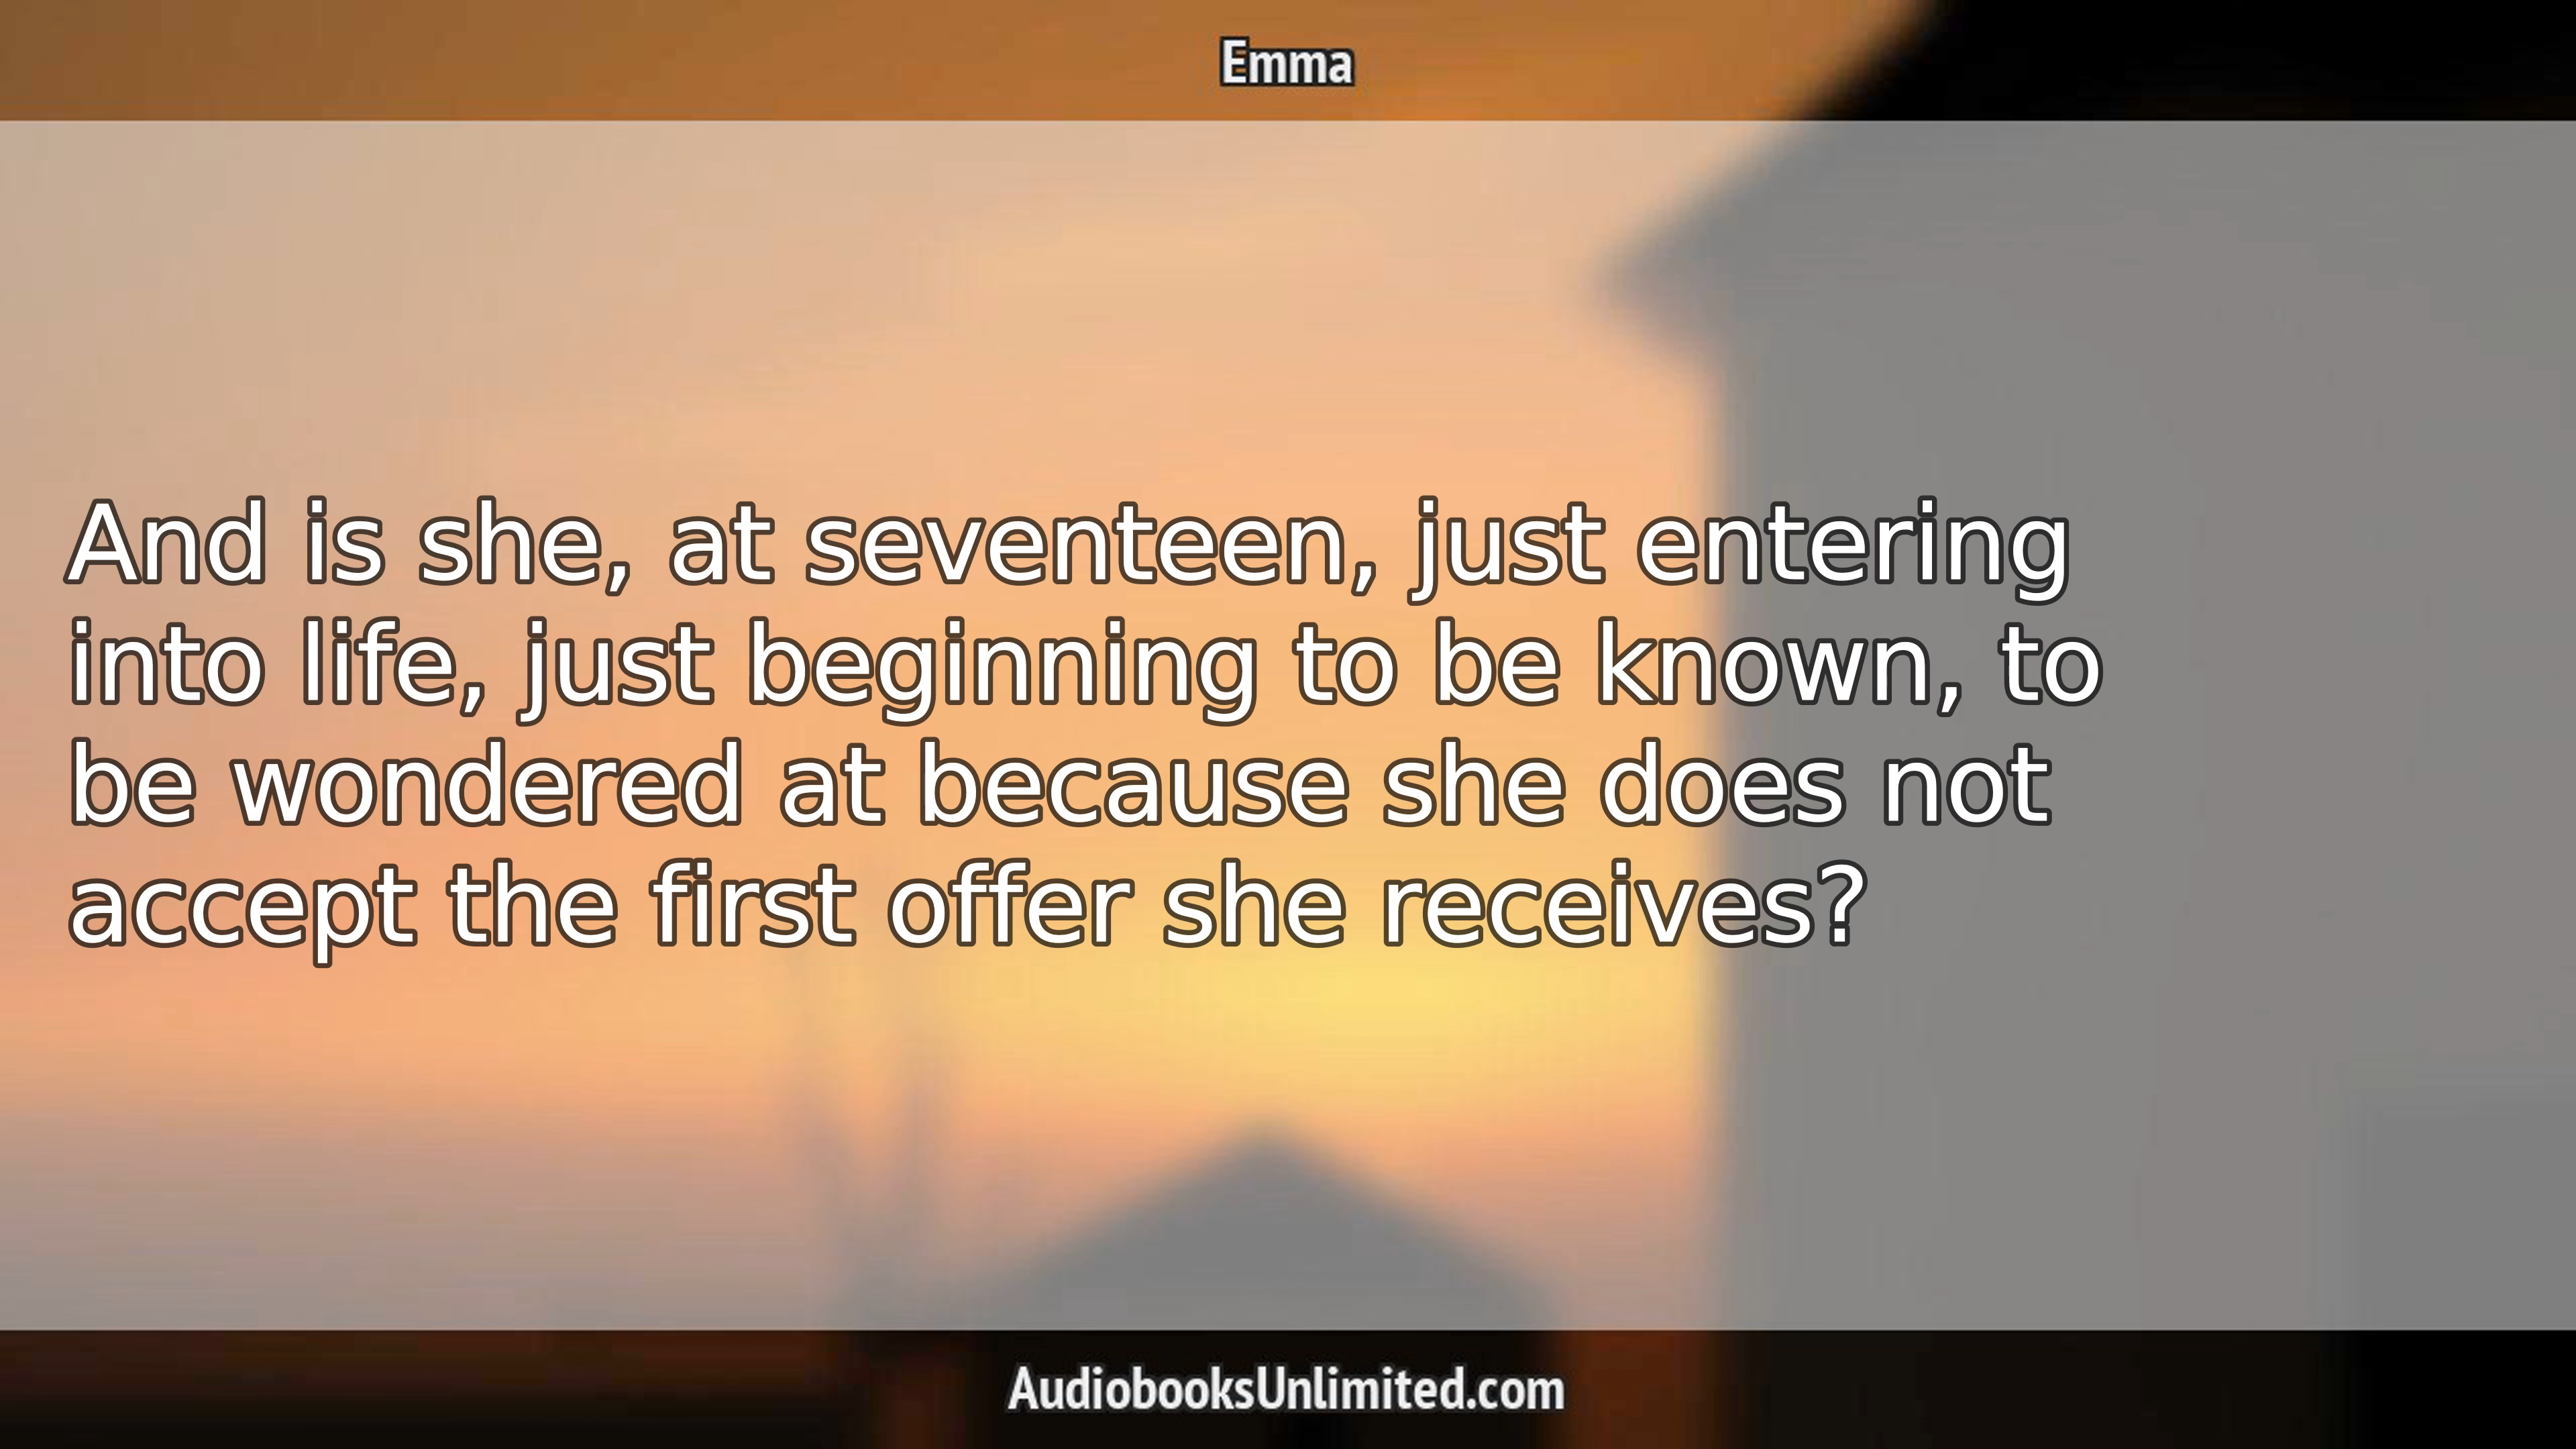 Emma
And is she, at seventeen, just entering
into life, just beginning to be known, to
be wondered at because she does not
accept the first offer she receives?
AudiobooksUnlimited.com